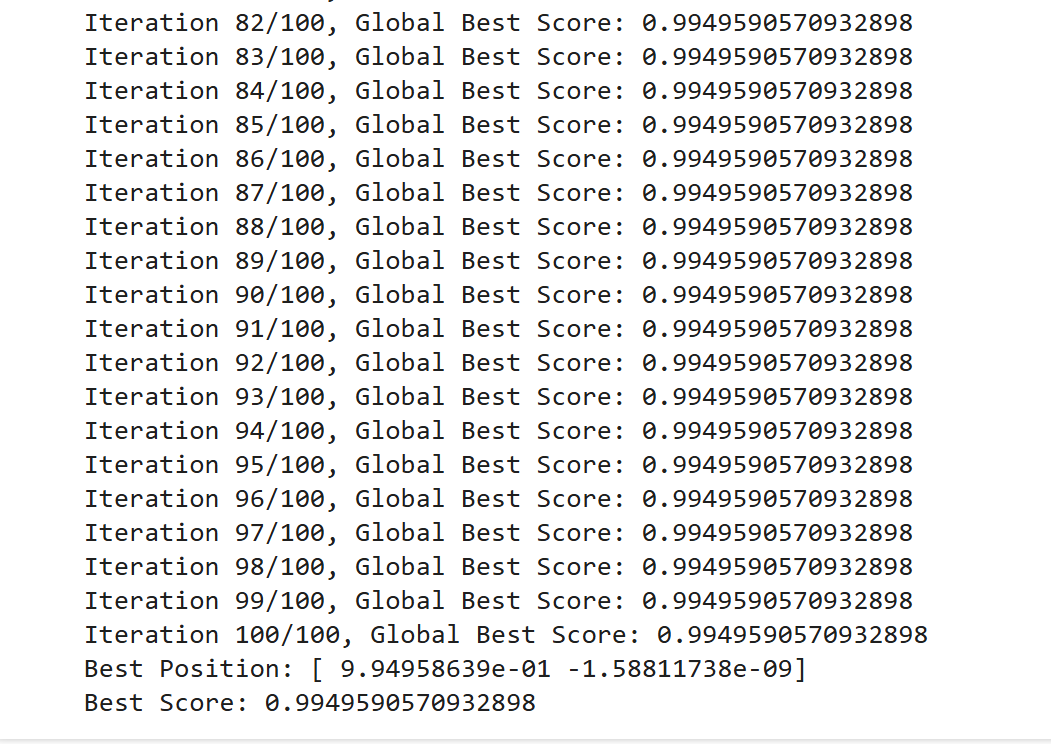 Iteration 82/100, Global Best Score: 0.9949590570932898
Iteration 83/100, Global Best Score: 0.9949590570932898
Iteration 84/100, Global Best Score: 0.9949590570932898
Iteration 85/100, Global Best Score: 0.9949590570932898
Iteration 86/100, Global Best Score: 0.9949590570932898
Iteration 87/100, Global Best Score: 0.9949590570932898
Iteration 88/100, Global Best Score: 0.9949590570932898
Iteration 89/100, Global Best Score: 0.9949590570932898
Iteration 90/100, Global Best Score: 0.9949590570932898
Iteration 91/100, Global Best Score: 0.9949590570932898
Iteration 92/100, Global Best Score: 0.9949590570932898
Iteration 93/100, Global Best Score: 0.9949590570932898
Iteration 94/100, Global Best Score: 0.9949590570932898
Iteration 95/100, Global Best Score: 0.9949590570932898
Iteration 96/100, Global Best Score: 0.9949590570932898
Iteration 97/100, Global Best Score: 0.9949590570932898
Iteration 98/100, Global Best Score: 0.9949590570932898
Iteration 99/100, Global Best Score: 0.9949590570932898
Iteration 100/100, Global Best Score: 0.9949590570932898
Best Position: [ 9.94958639e-01 -1.58811738e-09]
Best Score: 0.9949590570932898